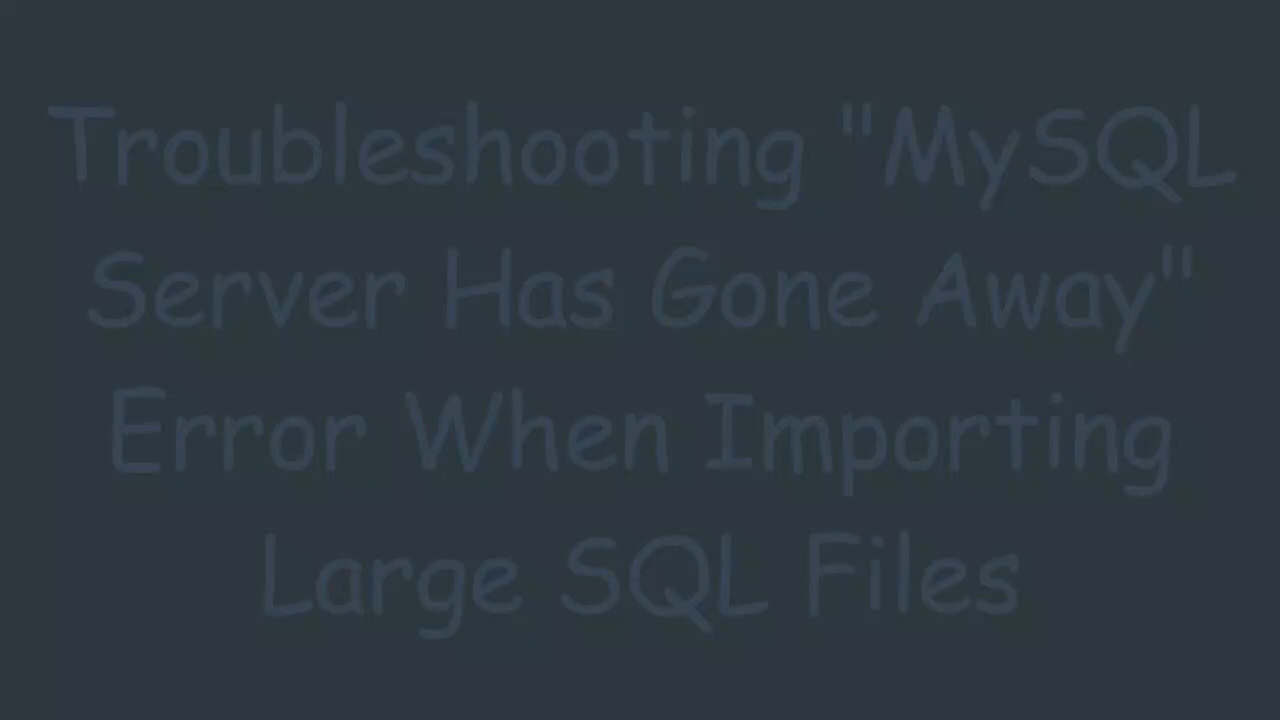 Troubleshooting "MySQL
Server Has Gone Away"
Error When Importing
Large SQL Files